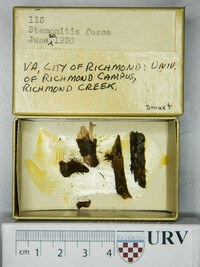 115
Stemonitis fusca
June 1950
VA, CITY OF RICHMOND: UNIV.
OF RICHMOND CAMPUS,
RICHMOND CREEK.
Smart
cm 1 2 3 4
URV